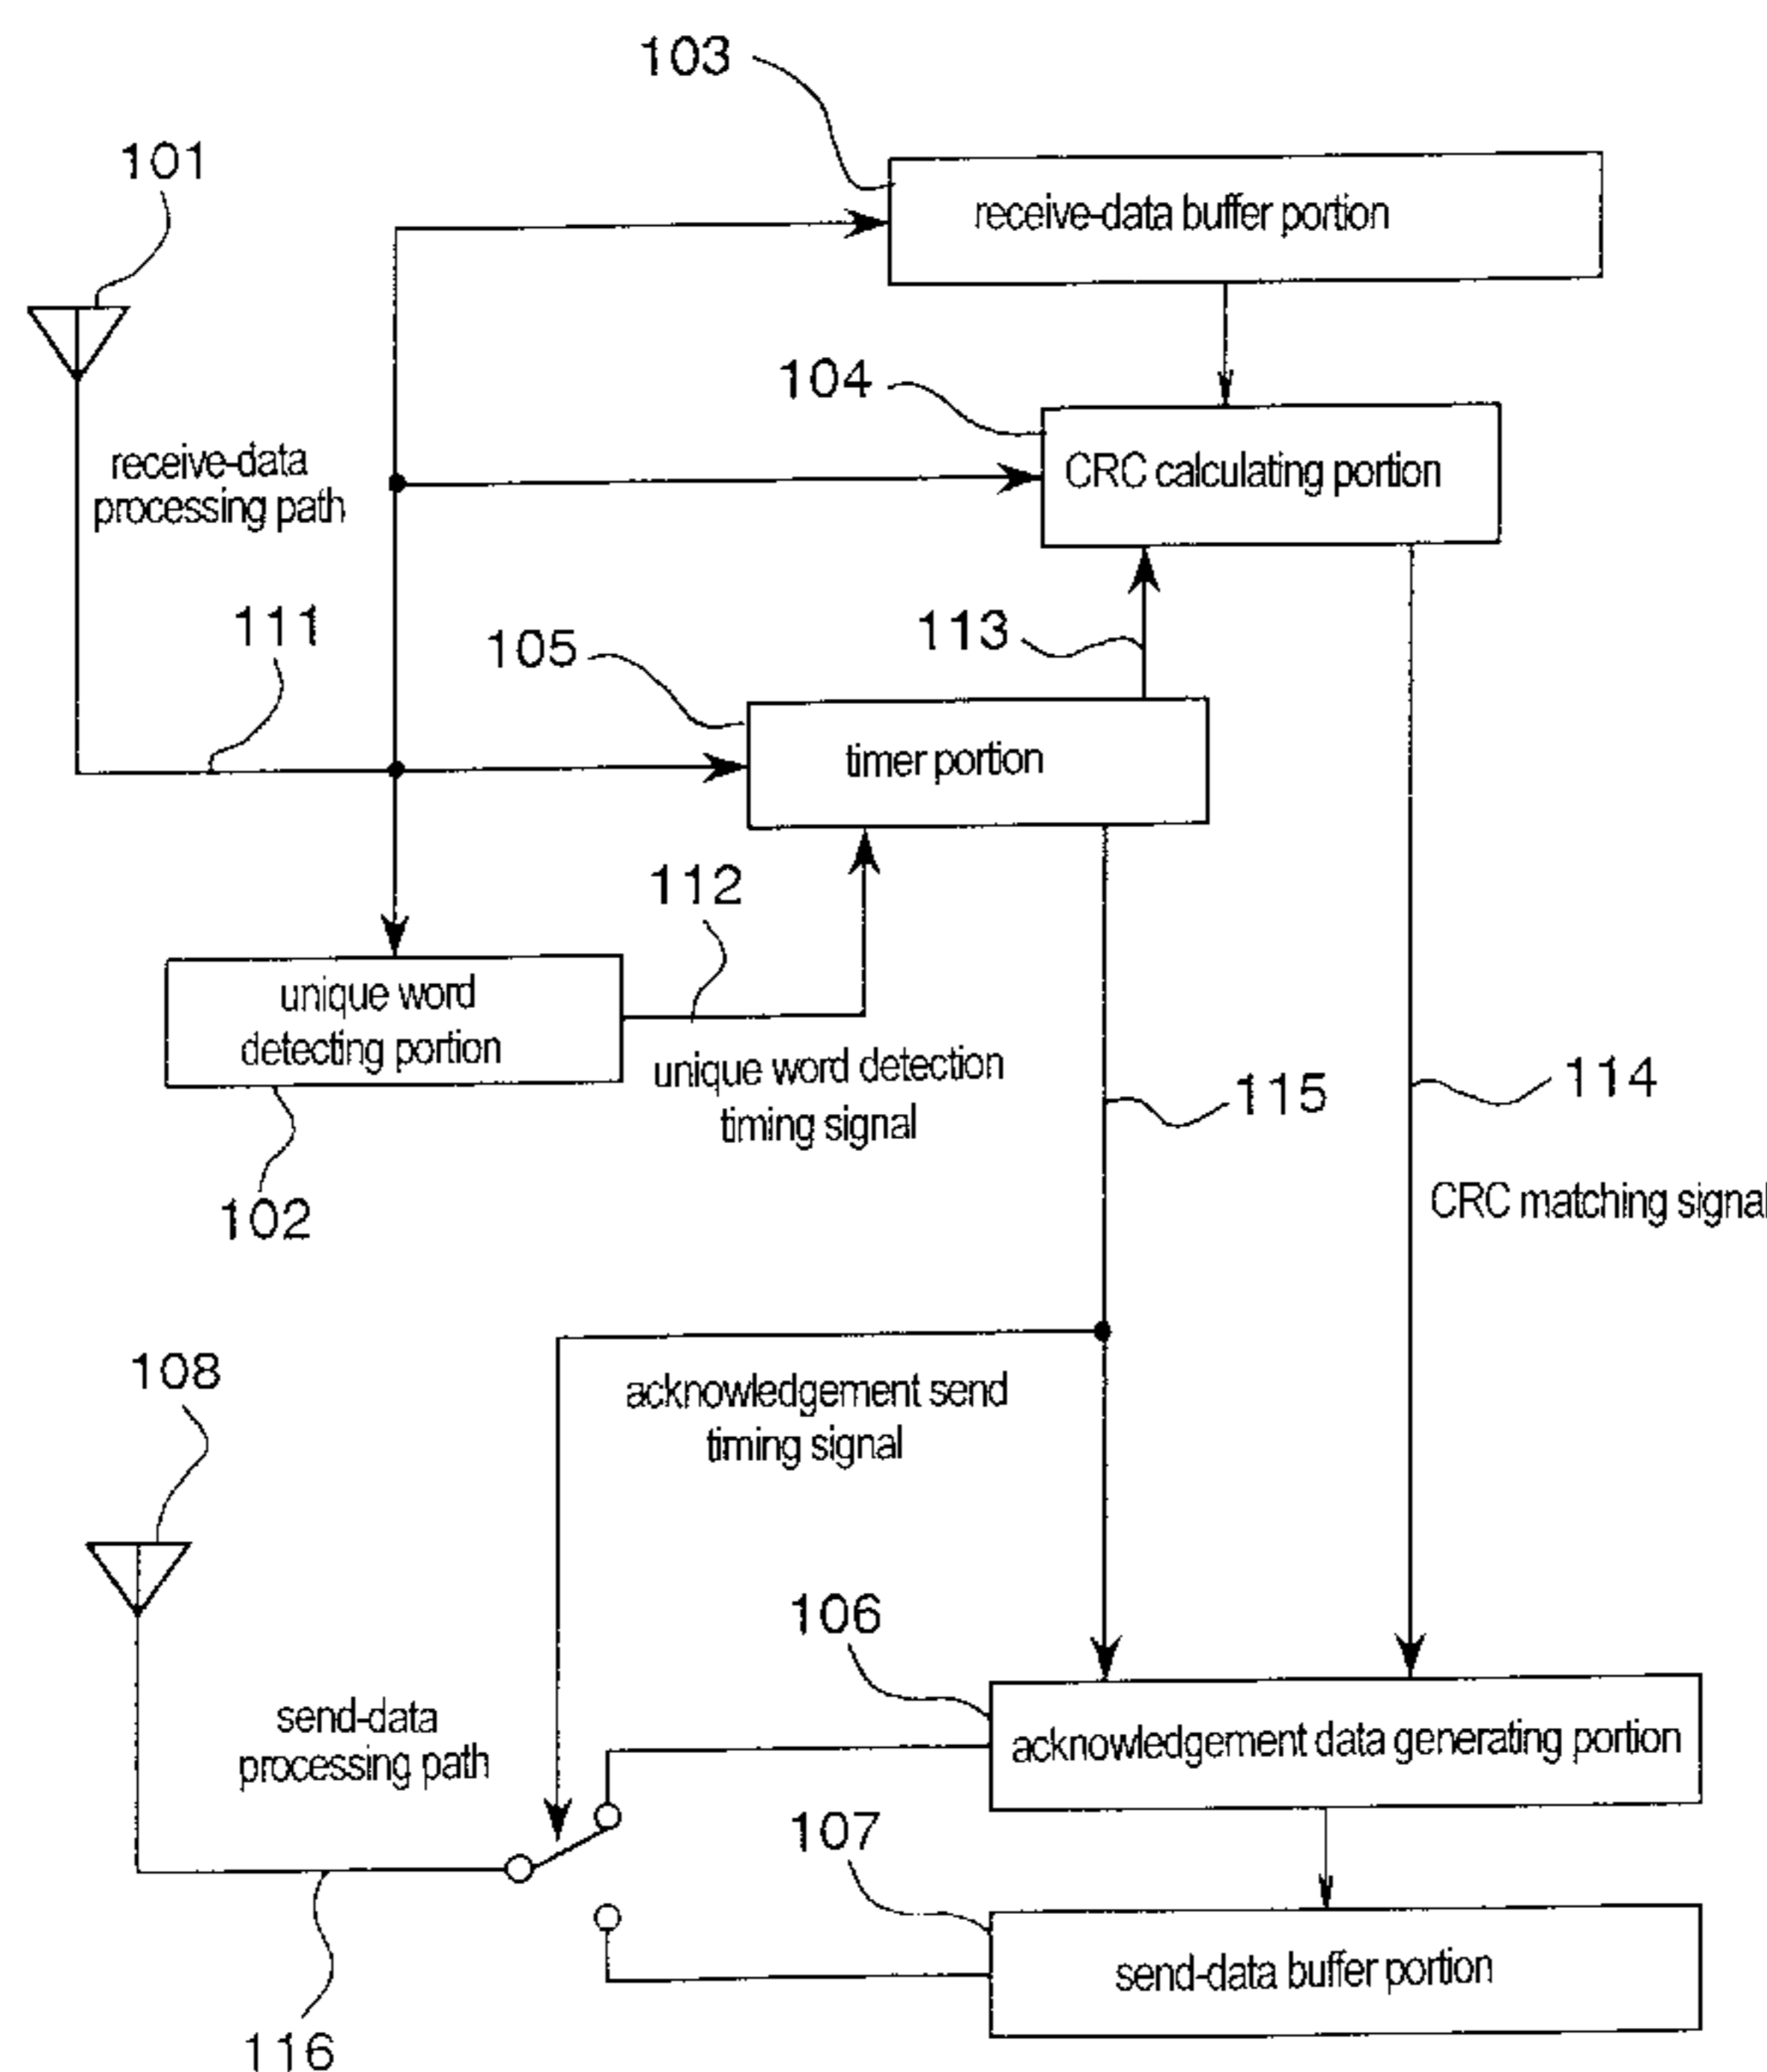 103
101
receive-data buffer portion
104
receive-data
processing path
CRC calculating portion
111
105
113
timer portion
112
unique word
detecting portion
unique word detection
timing signal
115
114
102
CRC matching signal
108
acknowledgement send
timing signal
106
send-data
processing path
acknowledgement data generating portion
107
send-data buffer portion
116